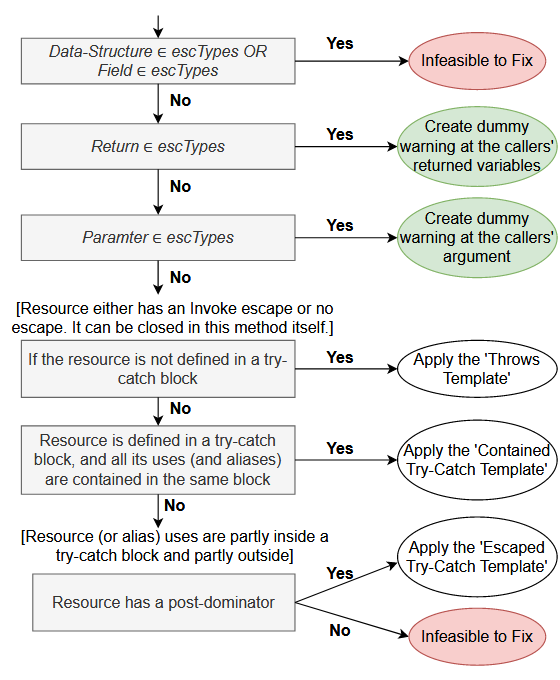 Data-Structure ∈ escTypes OR
Field ∈ escTypes
Yes
Infeasible to Fix
No
Return ∈ escTypes
Yes
Create dummy
warning at the callers'
returned variables
No
Paramter ∈ escTypes
Yes
Create dummy
warning at the callers'
argument
No
[Resource either has an Invoke escape or no
escape. It can be closed in this method itself.]
If the resource is not defined in a try-
catch block
Yes
Apply the 'Throws
Template'
No
Resource is defined in a try-catch
block, and all its uses (and aliases)
are contained in the same block
Yes
Apply the 'Contained
Try-Catch Template'
No
[Resource (or alias) uses are partly inside a
try-catch block and partly outside]
Resource has a post-dominator
Yes
Apply the 'Escaped
Try-Catch Template'
No
Infeasible to Fix